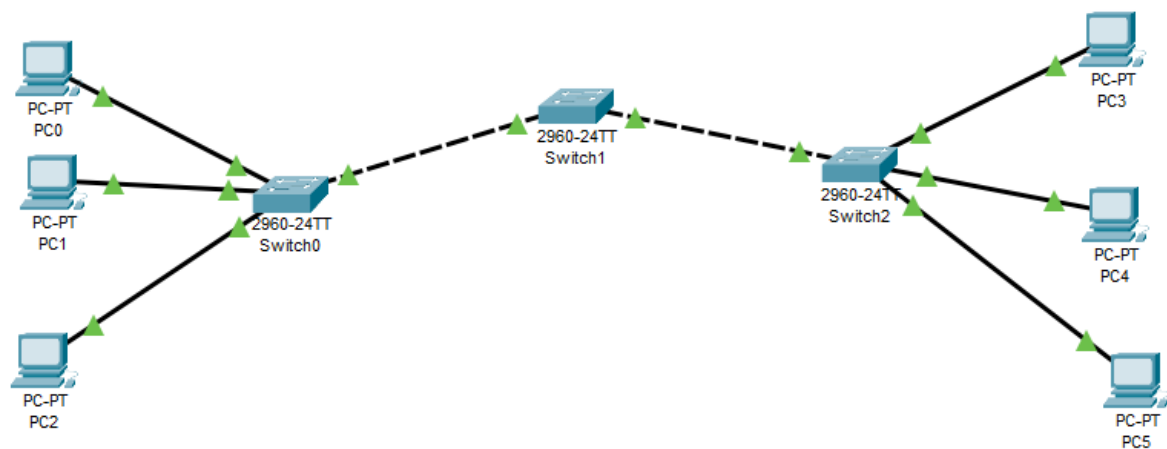 PC-PT
PC0
PC-PT
PC1
PC-PT
PC2
2960-24TT
Switch0
2960-24TT
Switch1
2960-24TT
Switch2
PC-PT
PC3
PC-PT
PC4
PC-PT
PC5